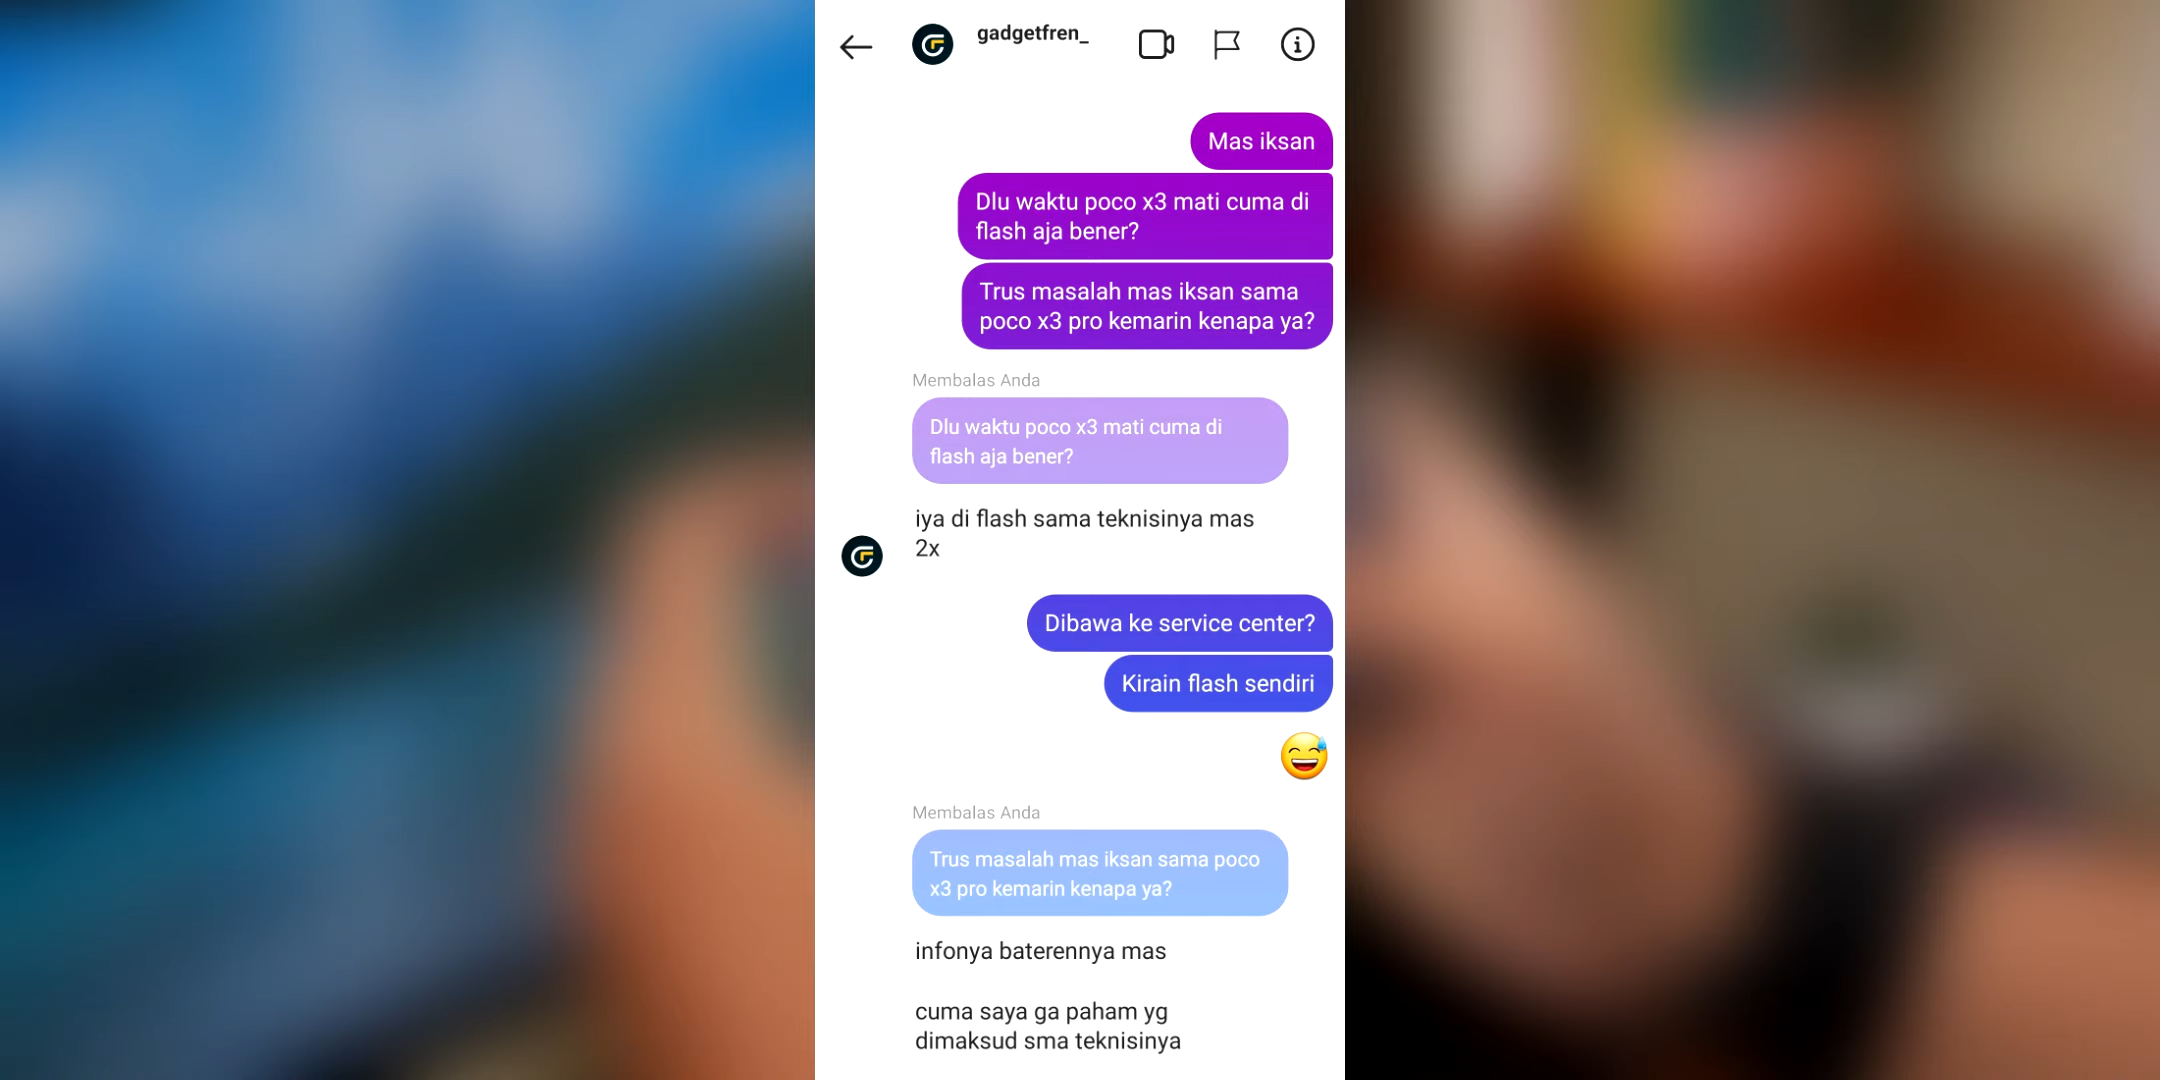 gadgetfren_
Mas iksan
Dlu waktu poco x3 mati cuma di
flash aja bener?
Trus masalah mas iksan sama
poco x3 pro kemarin kenapa ya?
Membalas Anda
Dlu waktu poco x3 mati cuma di
flash aja bener?
iya di flash sama teknisinya mas
2x
Dibawa ke service center?
Kirain flash sendiri
Membalas Anda
Trus masalah mas iksan sama poco
x3 pro kemarin kenapa ya?
infonya baterennya mas
cuma saya ga paham yg
dimaksud sma teknisinya